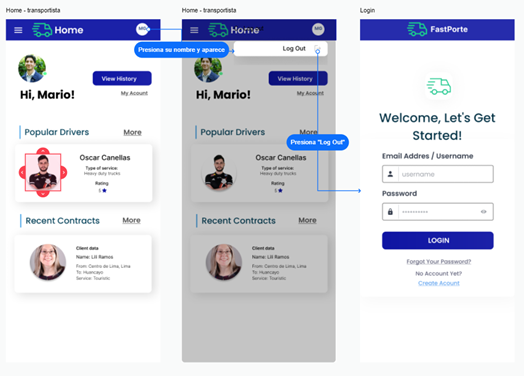 Home - transportista
Home
MG
View History
Hi, Mario!
My Acount
Popular Drivers
More
Oscar Canellas
Type of service:
Heavy duty trucks
Rating
5
Recent Contracts
More
Client data
Name: Lili Ramos
From: Centro de Lima, Lima
To: Huancayo
Service: Touristic
Home - transportista
Home
MG
Presiona su nombre y aparece
Log Out
View History
Hi, Mario!
My Acount
Presiona "Log Out"
Popular Drivers
More
Oscar Canellas
Type of service:
Heavy duty trucks
Rating
5
Recent Contracts
More
Client data
Name: Lili Ramos
From: Centro de Lima, Lima
To: Huancayo
Service: Touristic
Login
FastPorte
Welcome, Let's Get
Started!
Email Addres / Username
username
Password
LOGIN
Forgot Your Password?
No Account Yet?
Create Acount